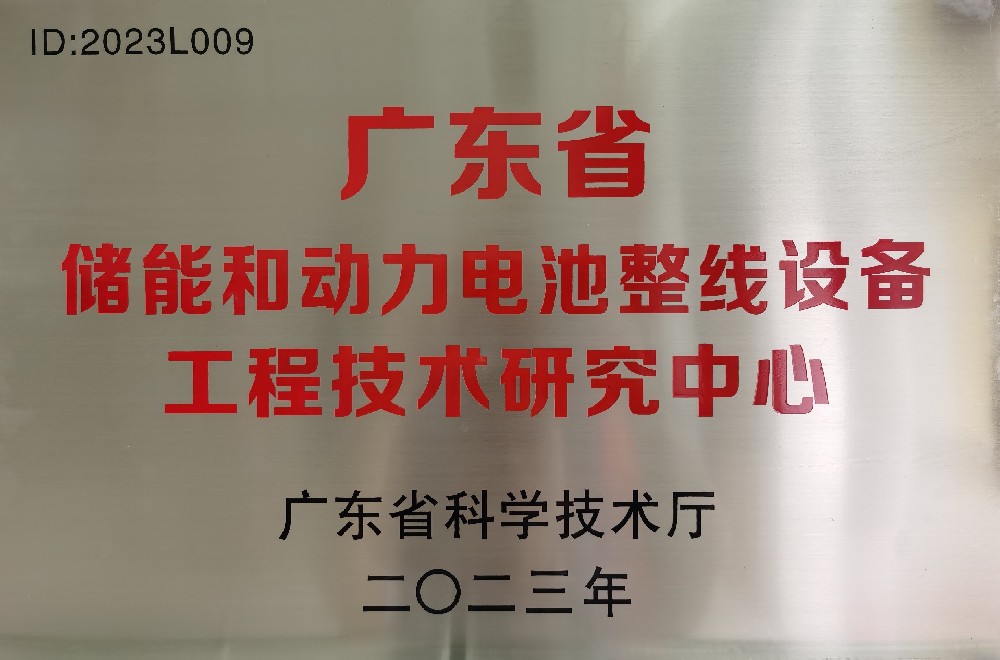 ID:2023L009
广东省
储能和动力电池整线设备
工程技术研究中心
广东省科学技术厅
二〇二三年